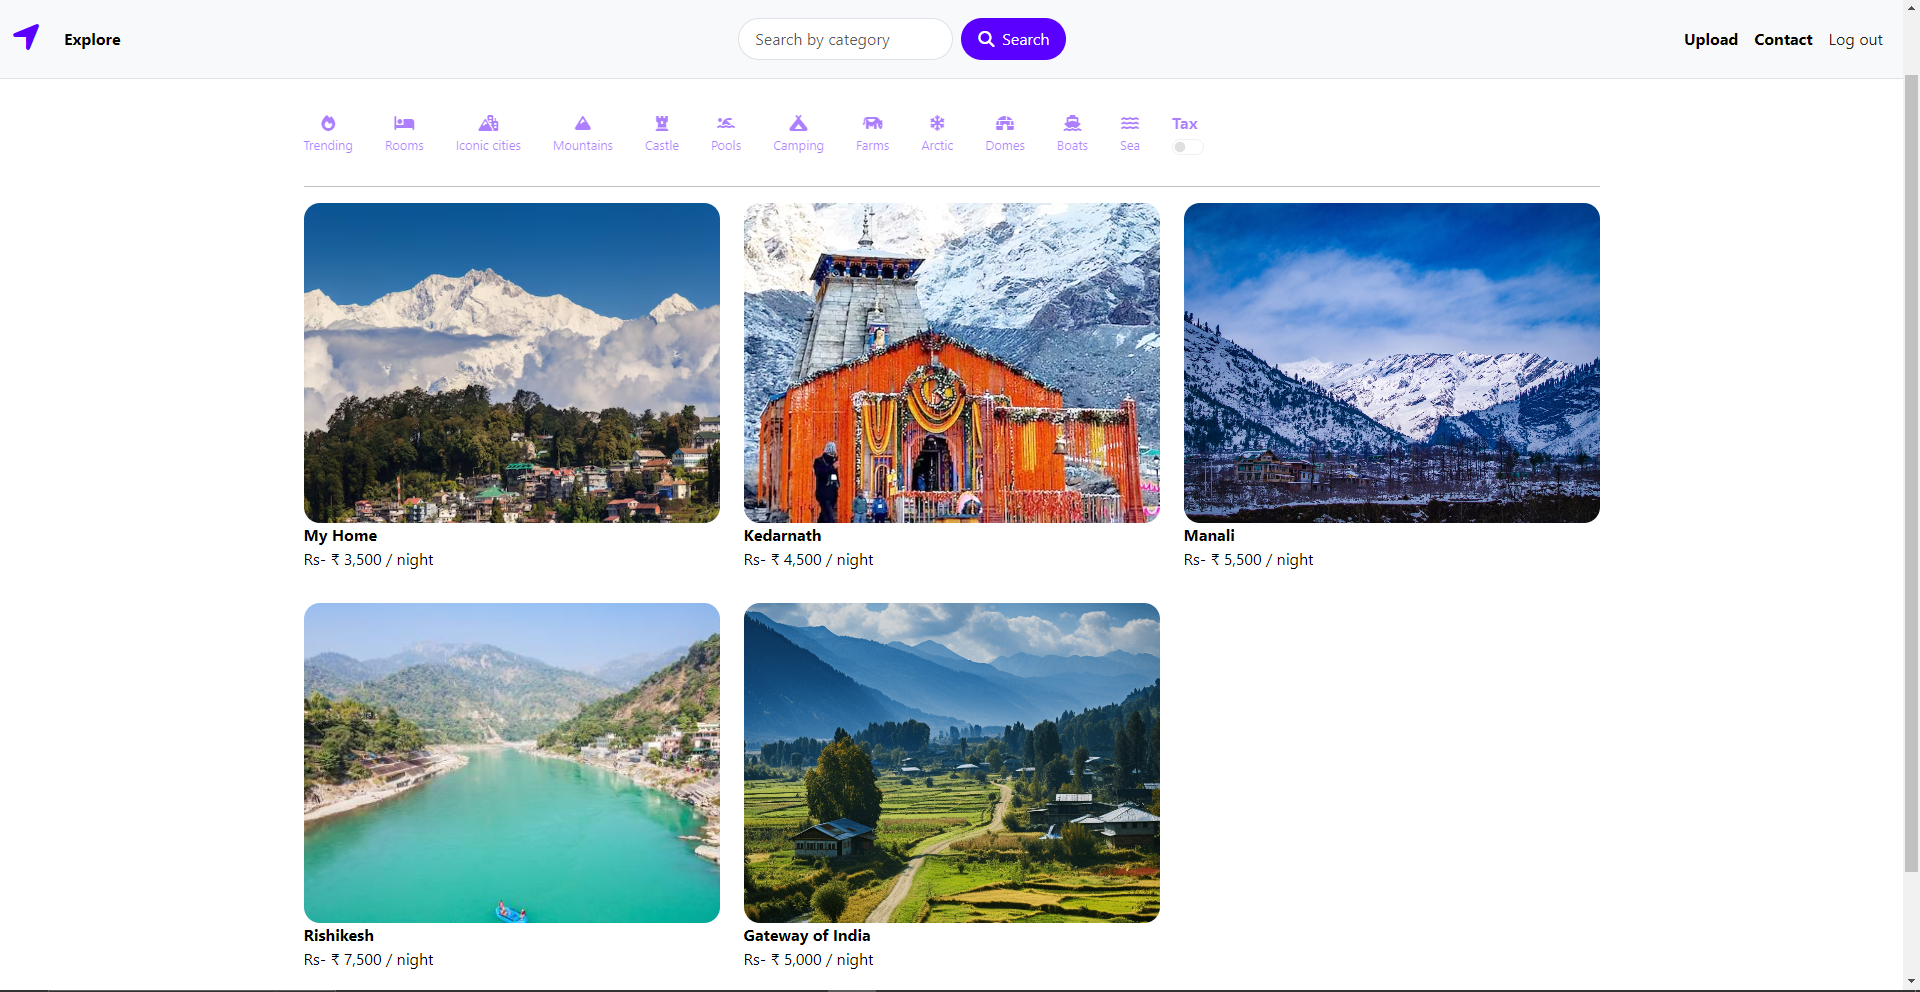 Explore
Search by category
Search
Upload
Contact
Log out
Trending
Rooms
Iconic cities
Mountains
Castle
Pools
Camping
Farms
Arctic
Domes
Boats
Sea
Tax
My Home
Rs- ₹ 3,500 / night
Kedarnath
Rs- ₹ 4,500 / night
Manali
Rs- ₹ 5,500 / night
Rishikesh
Rs- ₹ 7,500 / night
Gateway of India
Rs- ₹ 5,000 / night